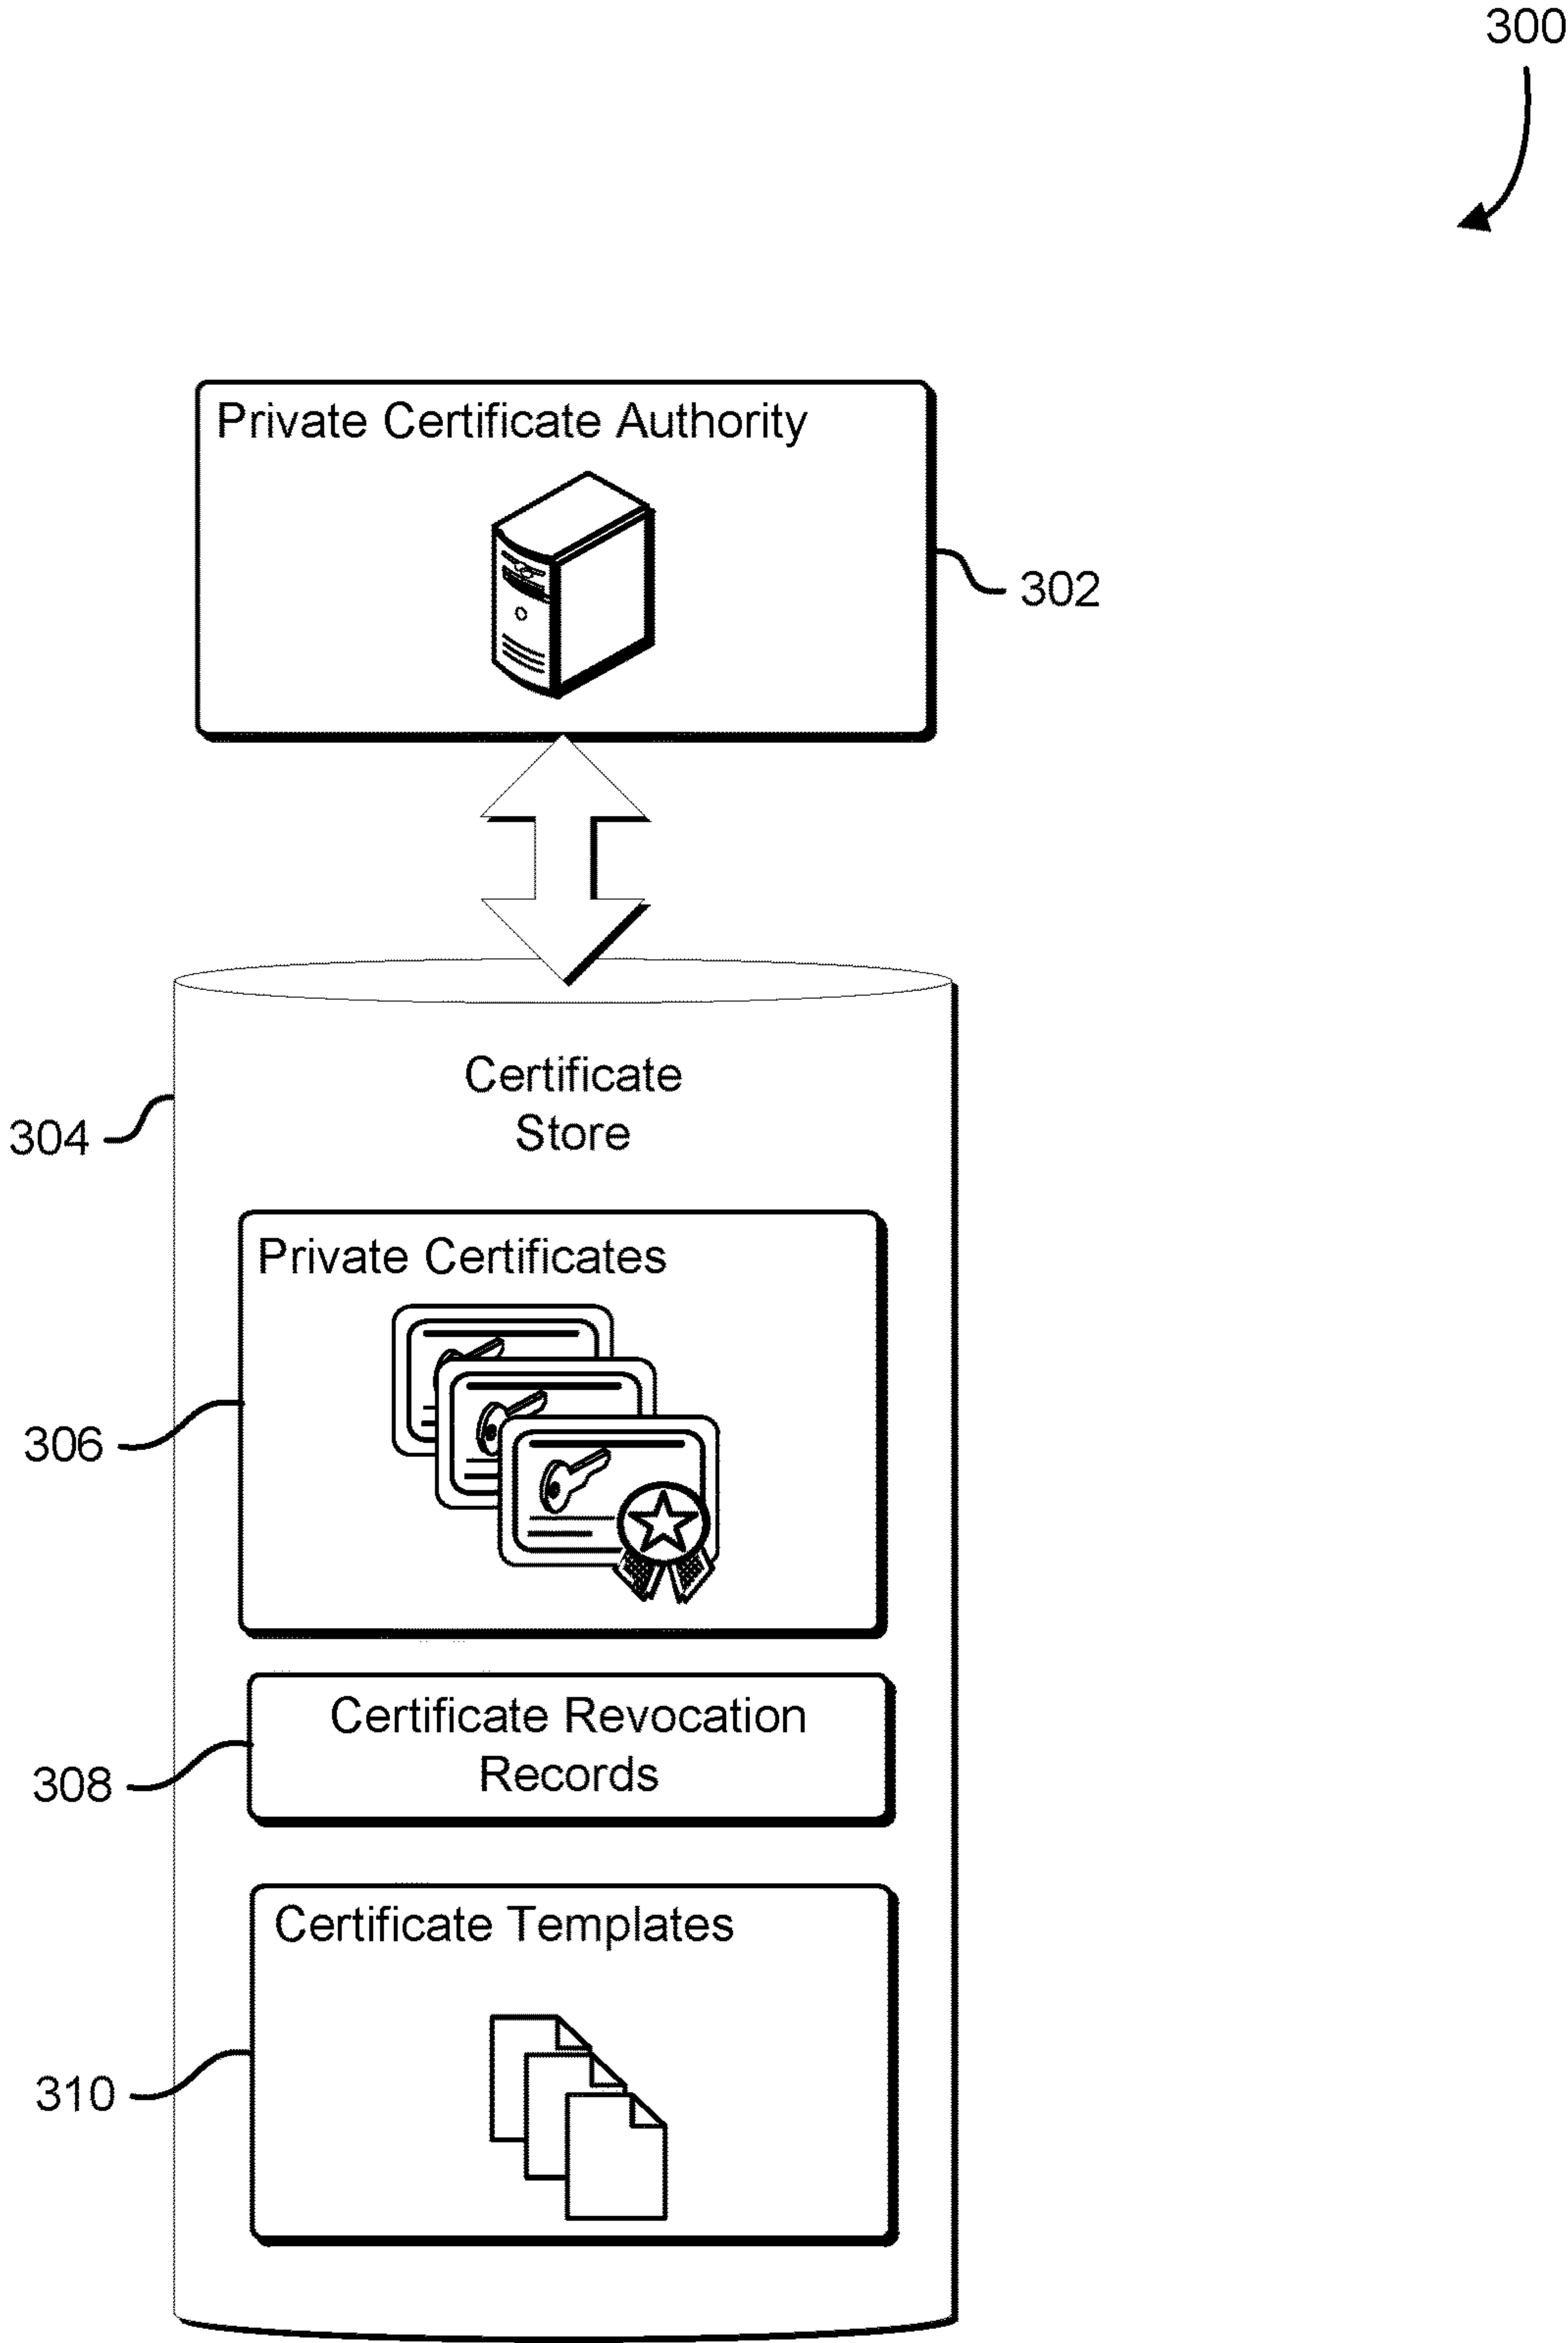 300
Private Certificate Authority
302
Certificate
Store
304
Private Certificates
306
Certificate Revocation
Records
308
Certificate Templates
310